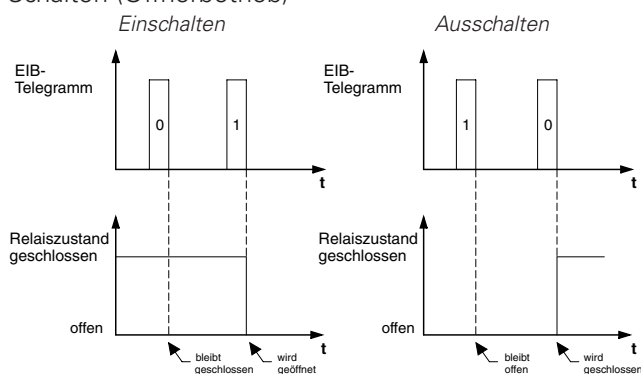 Schalten (Öffnerbetrieb)
Einschalten
EIB-
Telegramm
0
1
t
Relaiszustand
geschlossen
offen
t
bleibt
geschlossen
wird
geöffnet
Ausschalten
EIB-
Telegramm
1
0
t
Relaiszustand
geschlossen
offen
t
bleibt
offen
wird
geschlossen